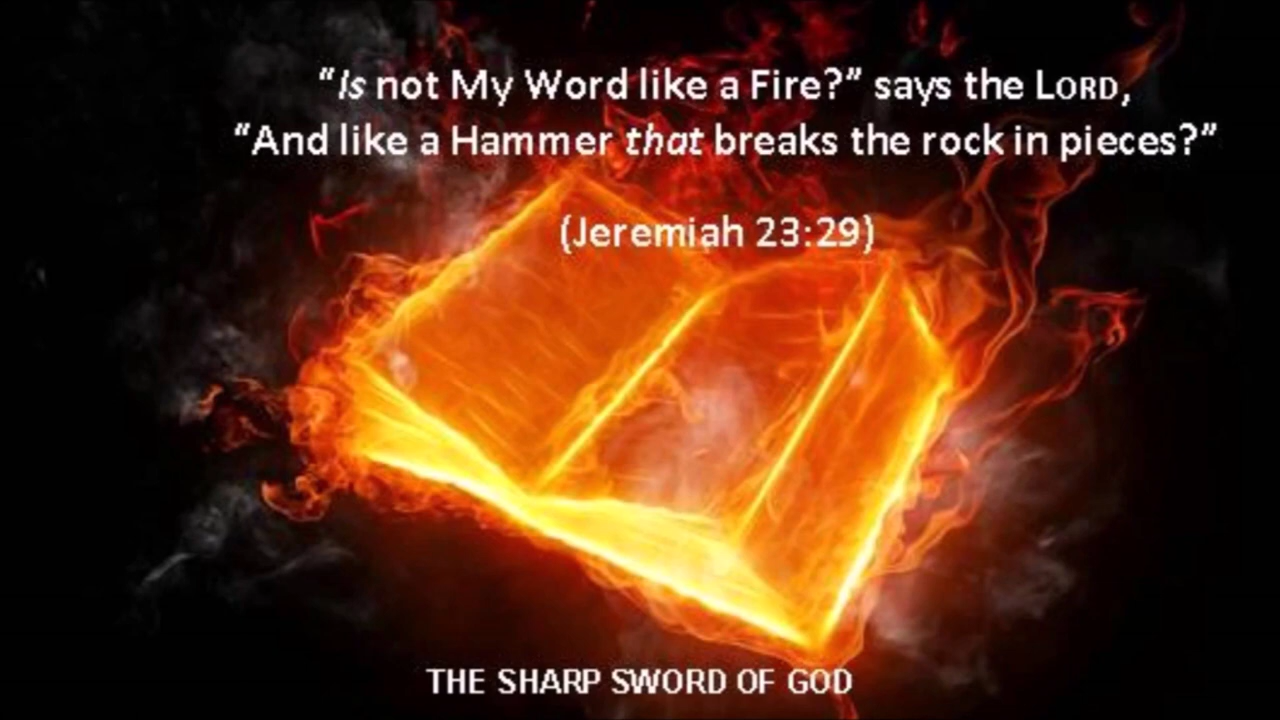 “Is not My Word like a Fire?” says the LORD,
“And like a Hammer that breaks the rock in pieces?”
(Jeremiah 23:29)
THE SHARP SWORD OF GOD